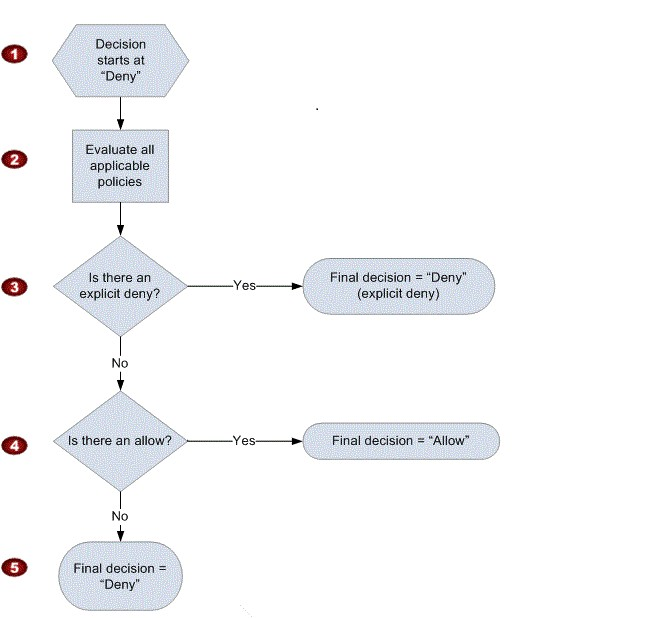 1
Decision
starts at
“Deny”
2
Evaluate all
applicable
policies
3
Is there an
explicit deny?
Yes
Final decision = “Deny”
(explicit deny)
No
4
Is there an allow?
Yes
Final decision = “Allow”
No
5
Final decision =
“Deny”